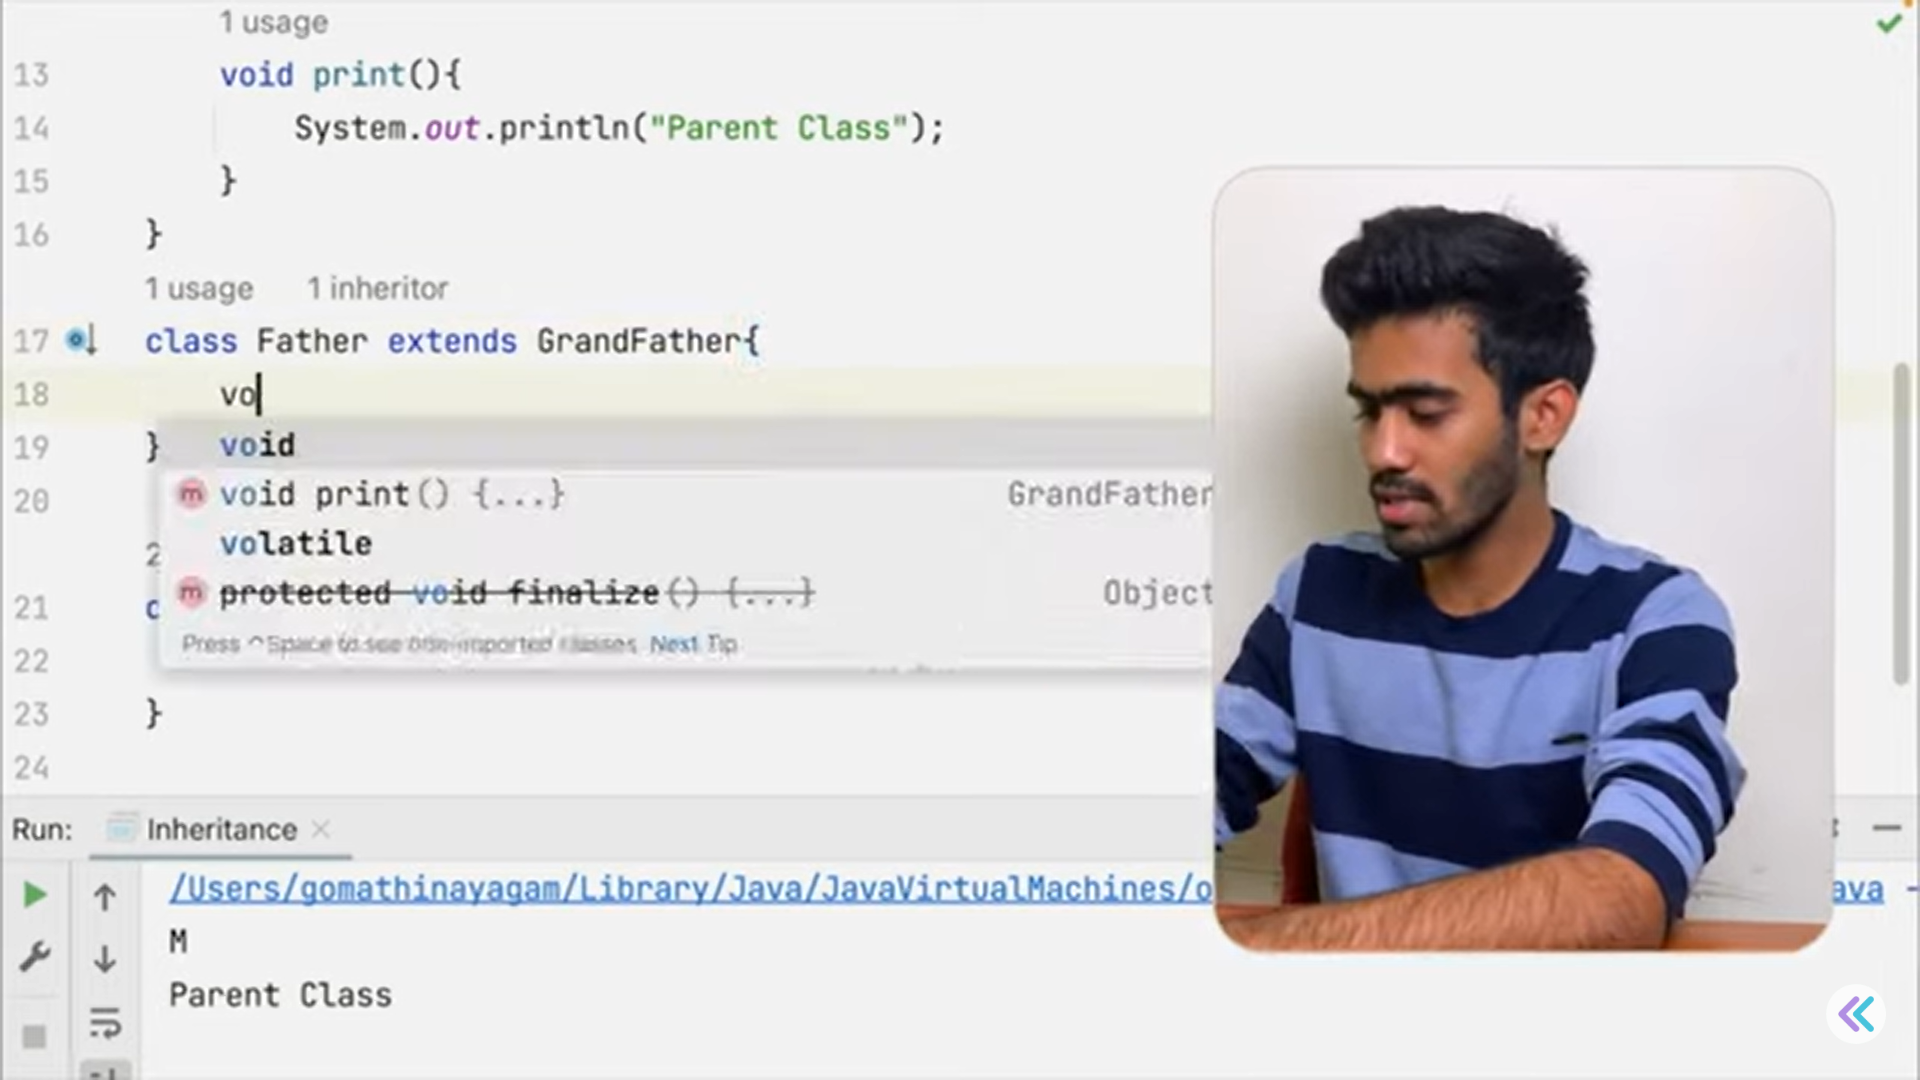 1 usage
13 void print(){
14 System.out.println("Parent Class");
15 }
16 }
1 usage 1 inheritor
17 class Father extends GrandFather{
18 vo
19 } void
m void print() {...} GrandFather
20
volatile
2
m protected void finalize() {...} Object
21 c
Press ^Space to see non-imported classes Next Tip
22
23 }
24
Run: Inheritance
/Users/gomathinayagam/Library/Java/JavaVirtualMachines/o ava -
M
Parent Class